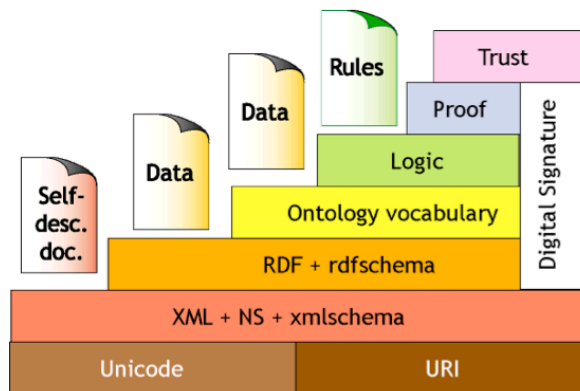 Rules
Trust
Data
Proof
Data
Logic
Self-
desc.
doc.
Ontology vocabulary
Digital Signature
RDF + rdfschema
XML + NS + xmlschema
Unicode
URI